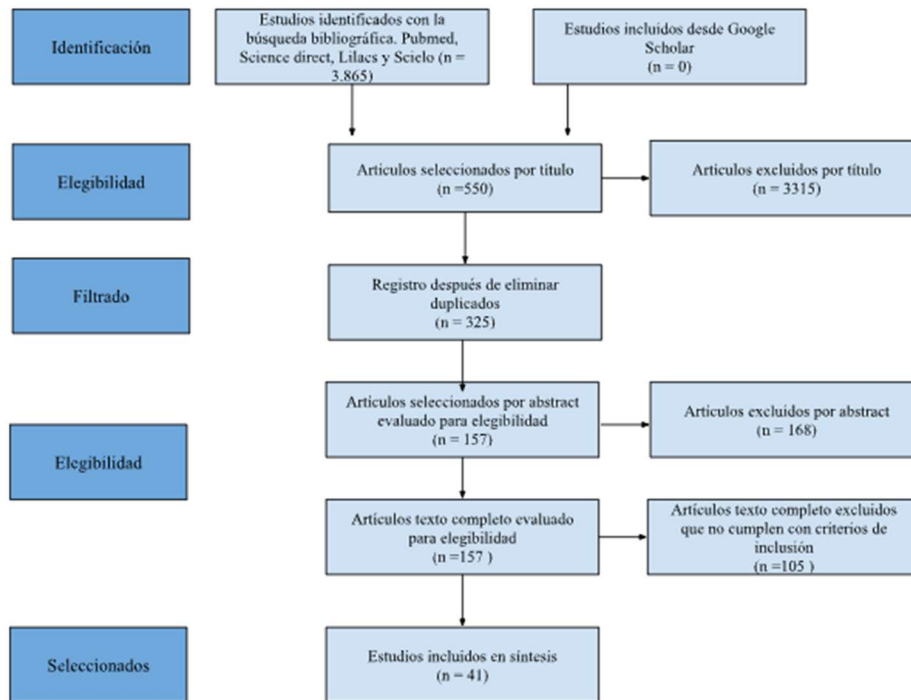 Identificación
Estudios identificados con la
búsqueda bibliográfica. Pubmed,
Science direct, Lilacs y Scielo (n =
3.865)
Estudios incluidos desde Google
Scholar
(n = 0)
Elegibilidad
Artículos seleccionados por título
(n =550)
Artículos excluidos por título
(n = 3315)
Filtrado
Registro después de eliminar
duplicados
(n = 325)
Elegibilidad
Artículos seleccionados por abstract
evaluado para elegibilidad
(n = 157)
Artículos excluidos por abstract
(n = 168)
Artículos texto completo evaluado
para elegibilidad
(n =157 )
Artículos texto completo excluidos
que no cumplen con criterios de
inclusión
(n =105 )
Seleccionados
Estudios incluidos en síntesis
(n = 41)